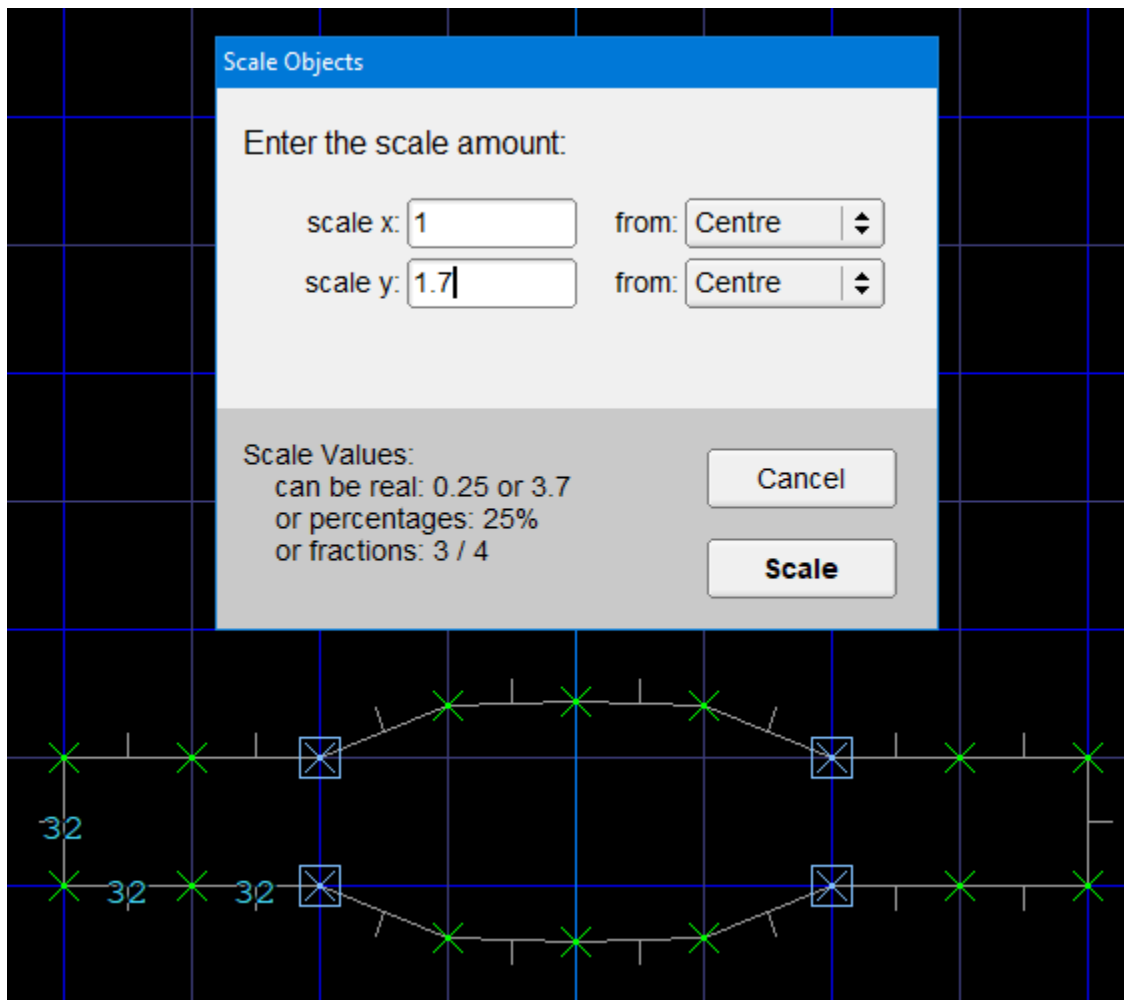 Scale Objects
Enter the scale amount:
scale x: 1 from: Centre
scale y: 1.7 from: Centre
Scale Values:
can be real: 0.25 or 3.7
or percentages: 25%
or fractions: 3 / 4
Cancel
Scale
32
32 32